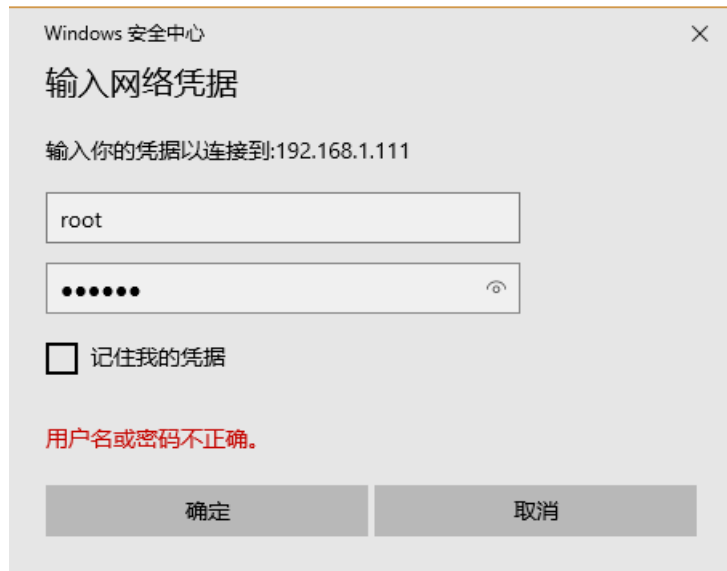 Windows 安全中心
输入网络凭据
输入你的凭据以连接到:192.168.1.111
root
●●●●●●
记住我的凭据
用户名或密码不正确。
确定 取消